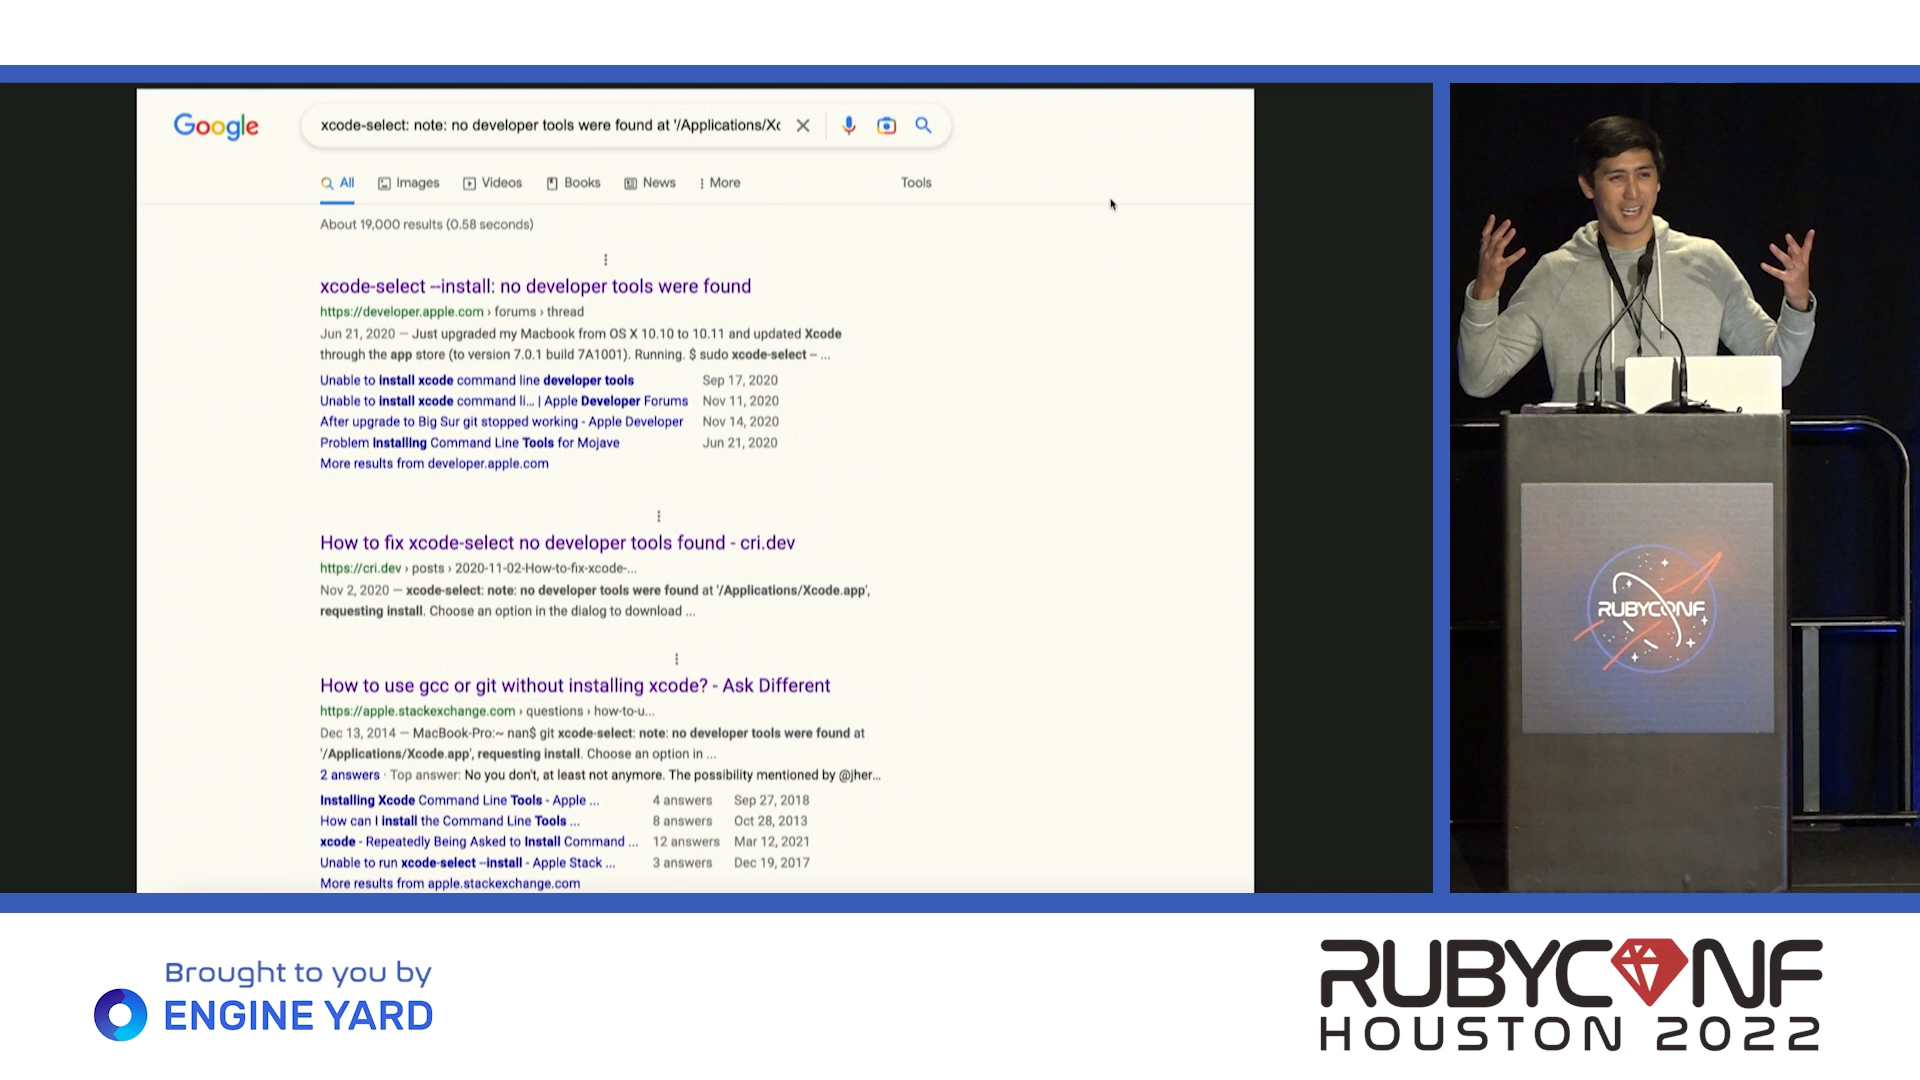 Google
xcode-select: note: no developer tools were found at '/Applications/Xc
All Images Videos Books News More Tools
About 19,000 results (0.58 seconds)
xcode-select --install: no developer tools were found
https://developer.apple.com › forums › thread
Jun 21, 2020 — Just upgraded my Macbook from OS X 10.10 to 10.11 and updated Xcode
through the app store (to version 7.0.1 build 7A1001). Running. $ sudo xcode-select -- ...
Unable to install xcode command line developer tools Sep 17, 2020
Unable to install xcode command li... | Apple Developer Forums Nov 11, 2020
After upgrade to Big Sur git stopped working - Apple Developer Nov 14, 2020
Problem Installing Command Line Tools for Mojave Jun 21, 2020
More results from developer.apple.com
How to fix xcode-select no developer tools found - cri.dev
https://cri.dev › posts › 2020-11-02-How-to-fix-xcode-...
Nov 2, 2020 — xcode-select: note: no developer tools were found at '/Applications/Xcode.app',
requesting install. Choose an option in the dialog to download ...
How to use gcc or git without installing xcode? - Ask Different
https://apple.stackexchange.com › questions › how-to-u...
Dec 13, 2014 — MacBook-Pro:~ nan$ git xcode-select: note: no developer tools were found at
'/Applications/Xcode.app', requesting install. Choose an option in ...
2 answers · Top answer: No you don't, at least not anymore. The possibility mentioned by @jher...
Installing Xcode Command Line Tools - Apple ... 4 answers Sep 27, 2018
How can I install the Command Line Tools ... 8 answers Oct 28, 2013
xcode - Repeatedly Being Asked to Install Command ... 12 answers Mar 12, 2021
Unable to run xcode-select --install - Apple Stack ... 3 answers Dec 19, 2017
More results from apple.stackexchange.com
RUBYCONF
Brought to you by
ENGINE YARD
RUBYCONF
HOUSTON 2022